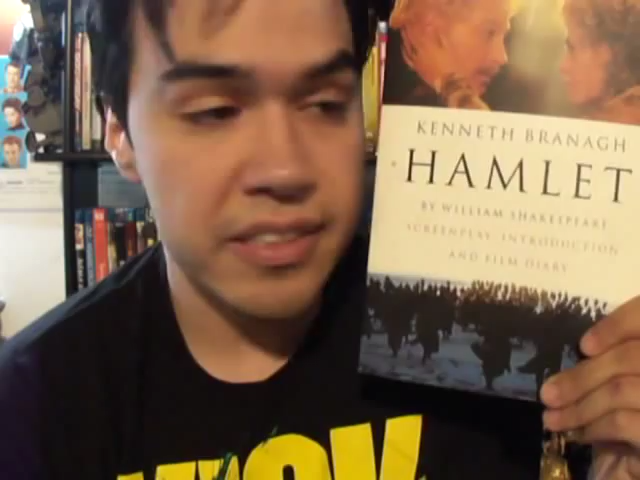 KENNETH BRANAGH
HAMLET
BY WILLIAM SHAKESPEARE
SCREENPLAY, INTRODUCTION
AND FILM DIARY